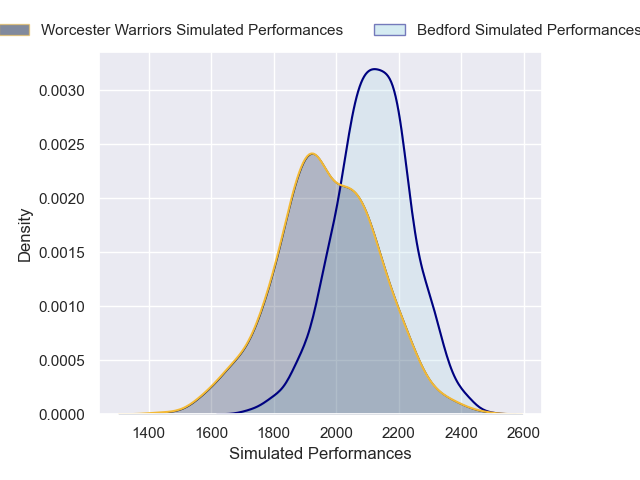 Worcester Warriors Simulated Performances
Bedford Simulated Performances
0.0030
0.0025
0.0020
0.0015
0.0010
0.0005
0.0000
Density
1400 1600 1800 2000 2200 2400 2600
Simulated Performances